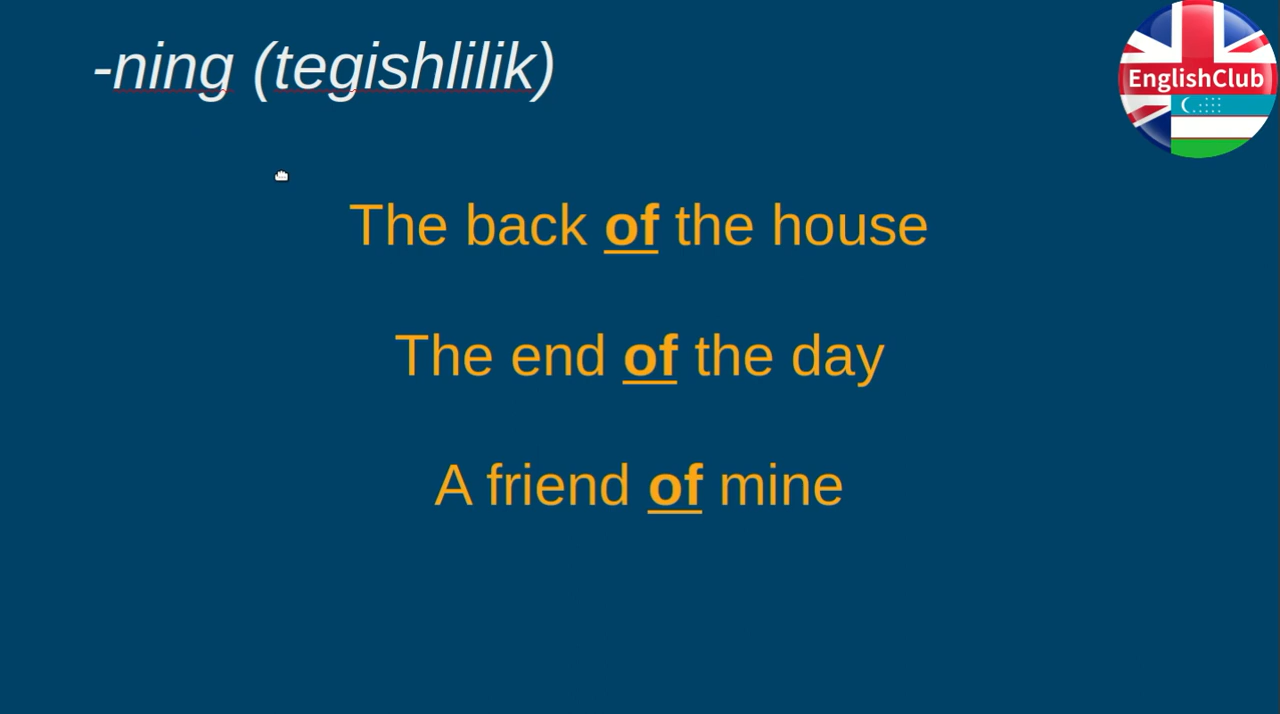 -ning (tegishlilik)
EnglishClub
The back of the house
The end of the day
A friend of mine